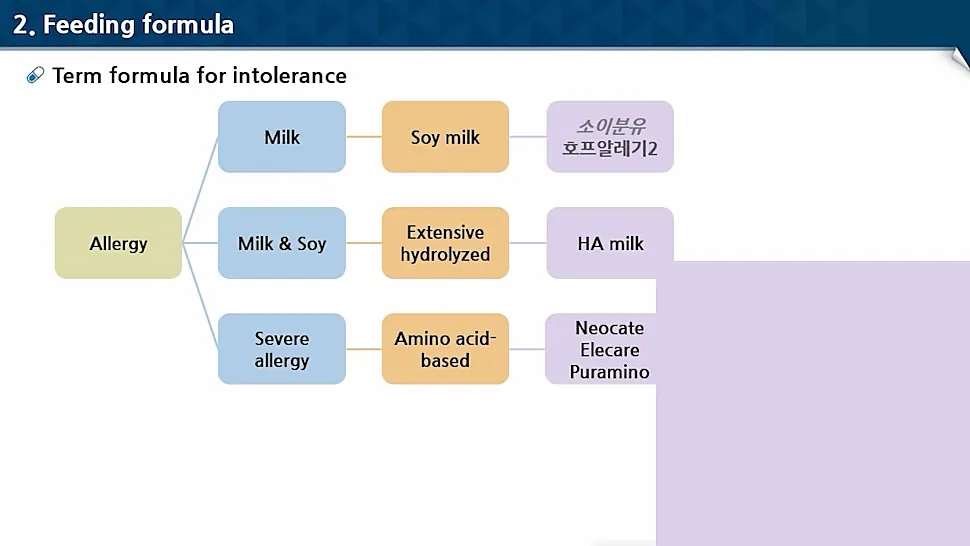 2. Feeding formula
Term formula for intolerance
Allergy
Milk
Soy milk
소이분유
호프알레기2
Milk & Soy
Extensive
hydrolyzed
HA milk
Severe
allergy
Amino acid-
based
Neocate
Elecare
Puramino